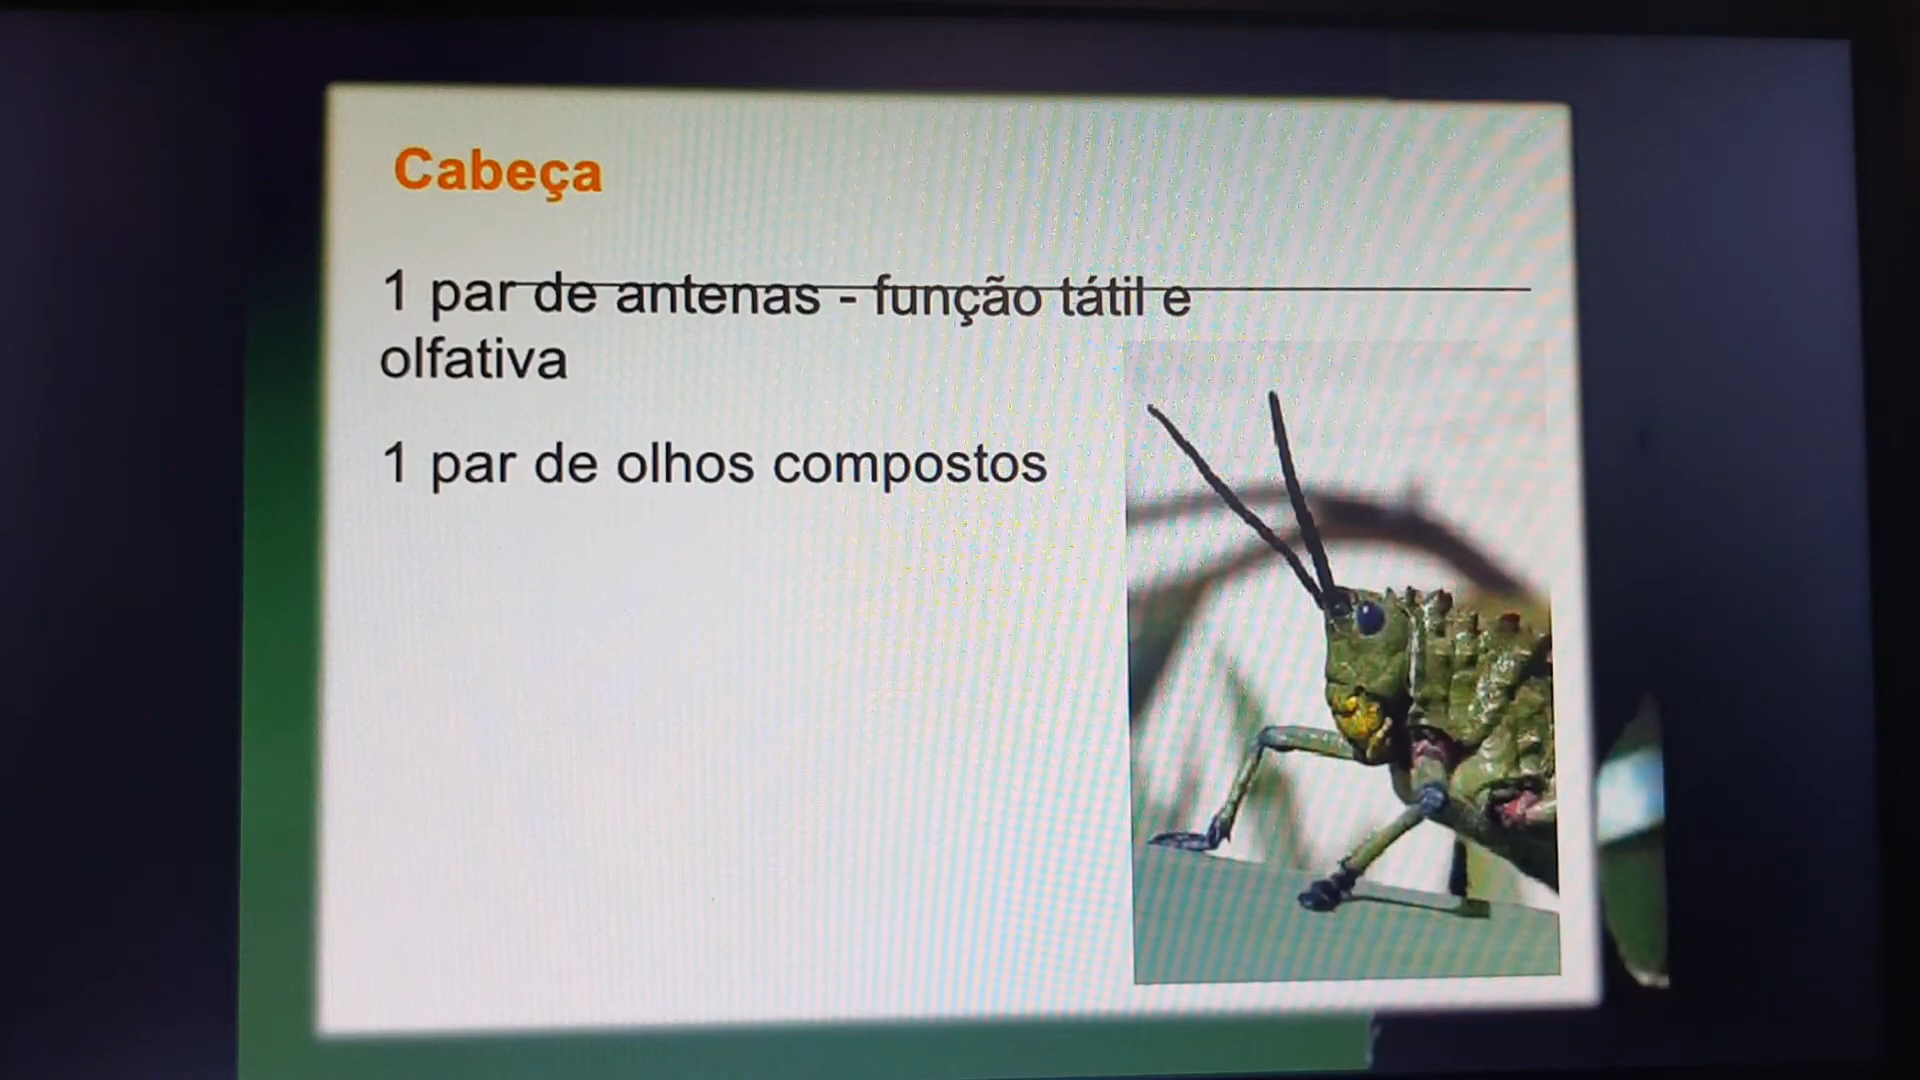 Cabeça
1 par de antenas - função tátil e
olfativa
1 par de olhos compostos